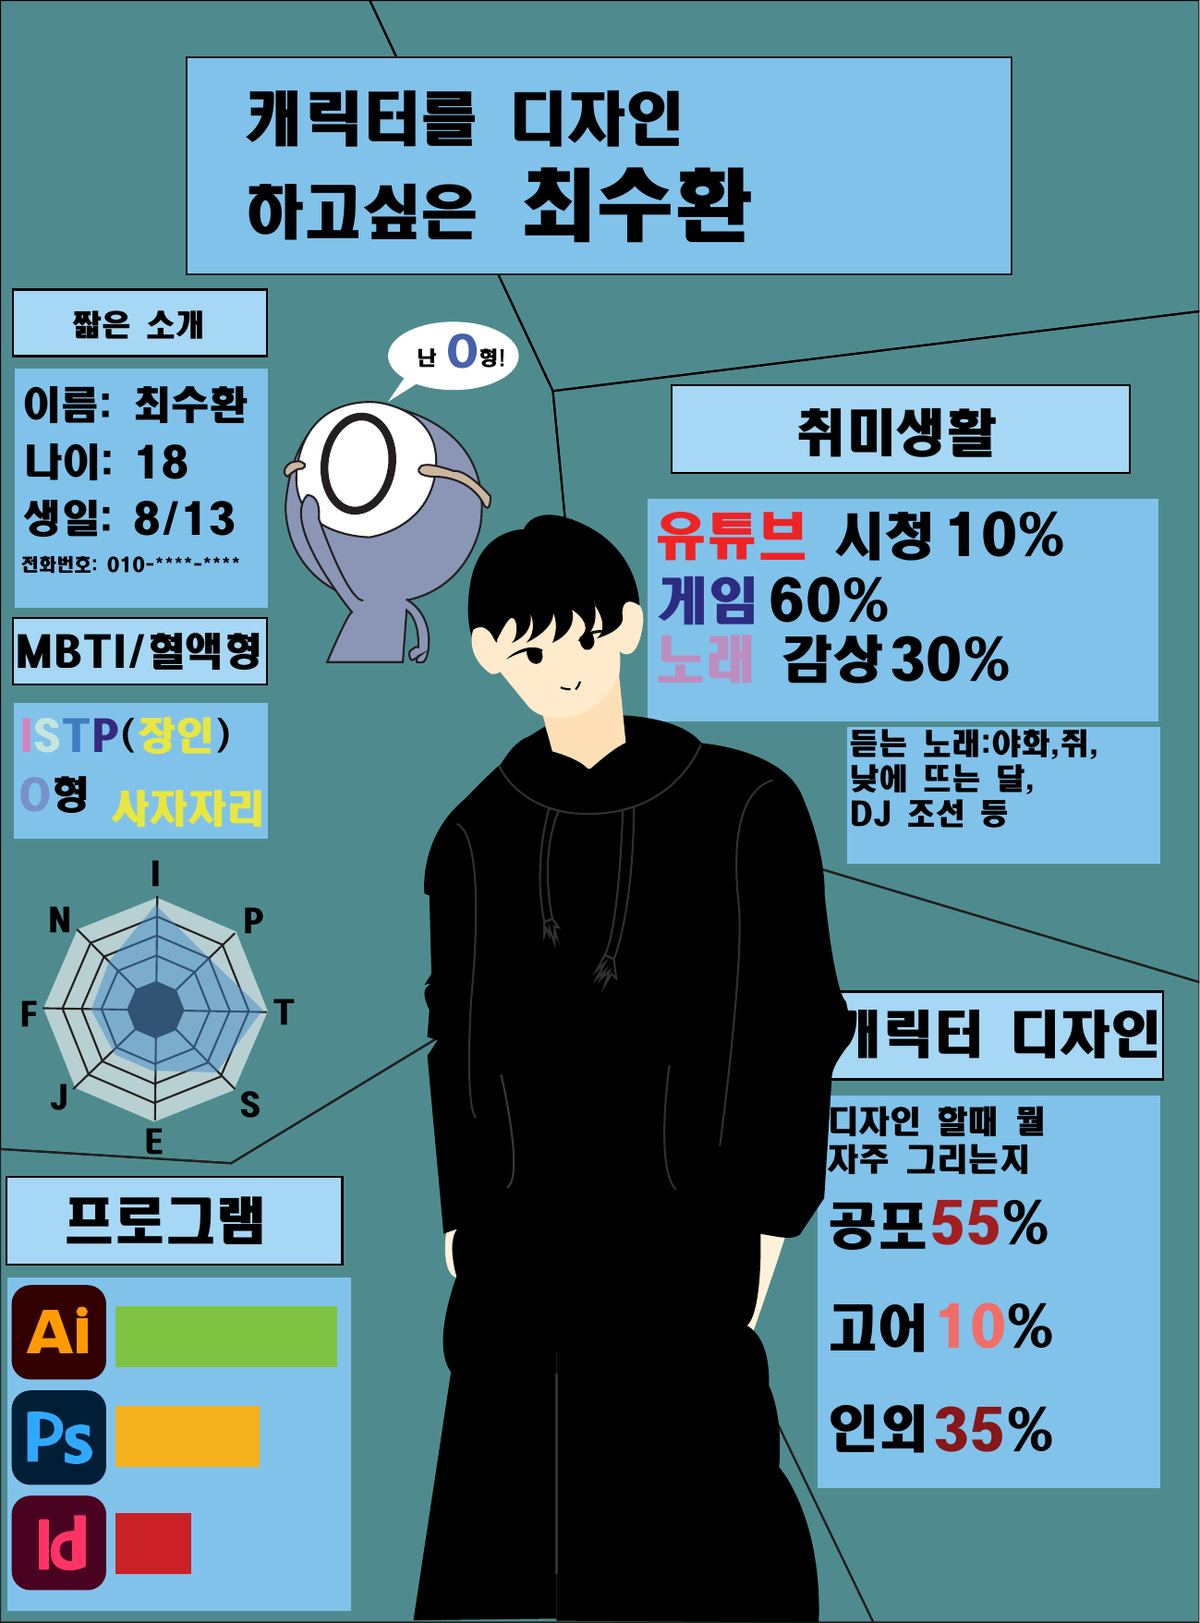 캐릭터를 디자인
하고싶은 최수환
짧은 소개
이름: 최수환
나이: 18
생일: 8/13
전화번호: 010-****-****
난 O형!
MBTI/혈액형
ISTP(장인)
O형 사자자리
I
N
P
F
T
J
S
E
프로그램
Ai
Ps
Id
취미생활
유튜브 시청 10%
게임 60%
노래 감상 30%
듣는 노래:야화,쥐,
낮에 뜨는 달,
DJ 조선 등
캐릭터 디자인
디자인 할때 뭘
자주 그리는지
공포 55%
고어 10%
인외 35%